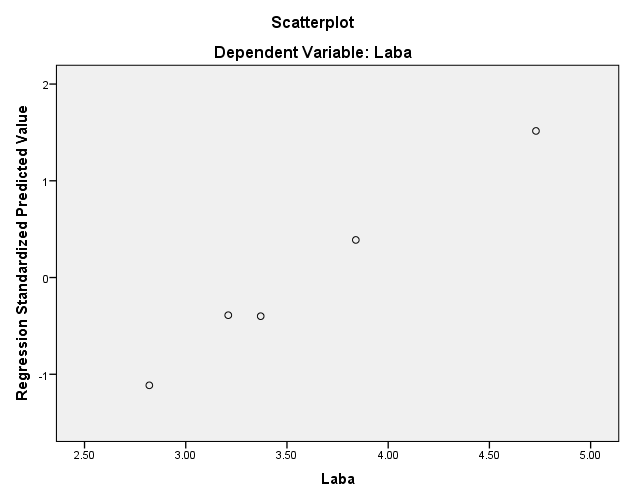 Scatterplot
Dependent Variable: Laba
Regression Standardized Predicted Value
2
1
0
-1
2.50 3.00 3.50 4.00 4.50 5.00
Laba